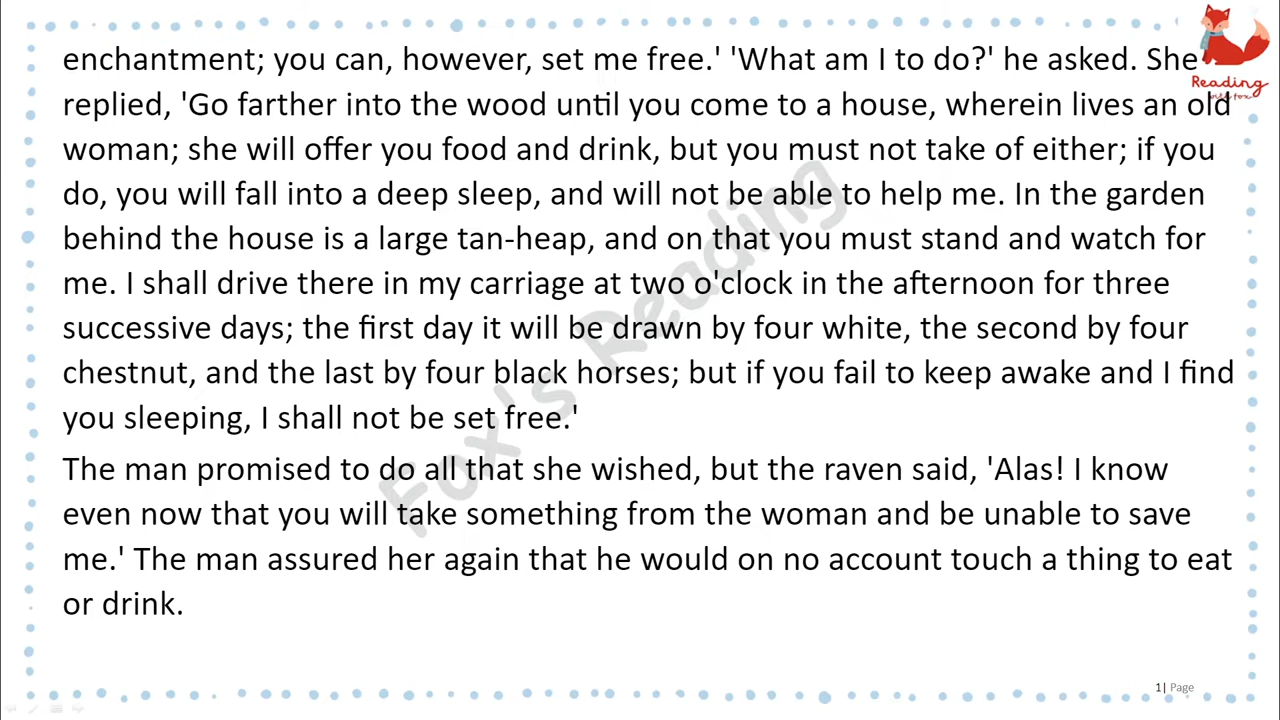 enchantment; you can, however, set me free.' 'What am I to do?' he asked. She
replied, 'Go farther into the wood until you come to a house, wherein lives an old
woman; she will offer you food and drink, but you must not take of either; if you
do, you will fall into a deep sleep, and will not be able to help me. In the garden
behind the house is a large tan-heap, and on that you must stand and watch for
me. I shall drive there in my carriage at two o'clock in the afternoon for three
successive days; the first day it will be drawn by four white, the second by four
chestnut, and the last by four black horses; but if you fail to keep awake and I find
you sleeping, I shall not be set free.'
The man promised to do all that she wished, but the raven said, 'Alas! I know
even now that you will take something from the woman and be unable to save
me.' The man assured her again that he would on no account touch a thing to eat
or drink.
Reading
with fox
Fox's Reading
1| Page